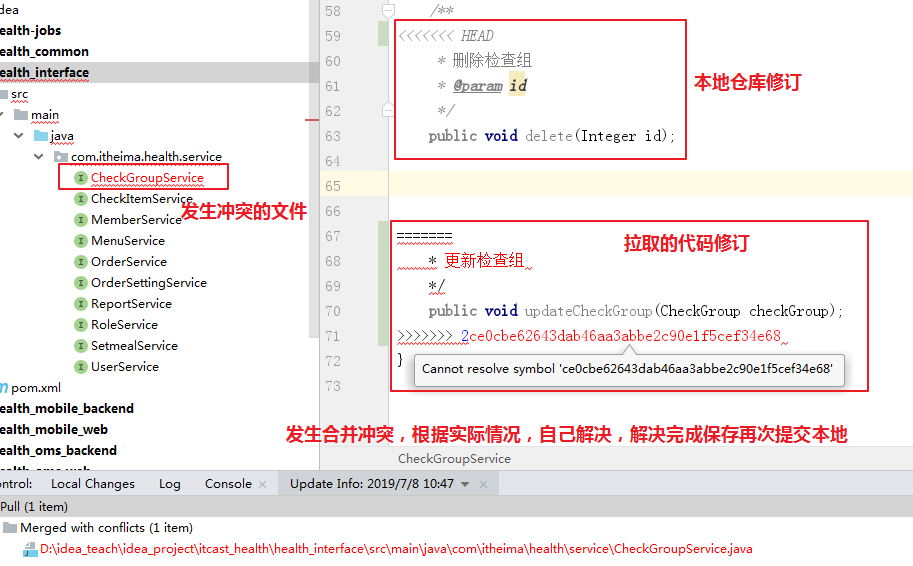 dea
ealth-jobs
ealth_common
ealth_interface
src
main
java
com.itheima.health.service
CheckGroupService
CheckItemService
发生冲突的文件
MemberService
MenuService
OrderService
OrderSettingService
ReportService
RoleService
SetmealService
UserService
pom.xml
ealth_mobile_backend
ealth_mobile_web
ealth_oms_backend
ealth_oms_web
58 /**
59 <<<<<<< HEAD
60 * 删除检查组
61 * @param id
62 */
63 public void delete(Integer id);
64
65
66
67 =======
68 * 更新检查组
69 */
70 public void updateCheckGroup(CheckGroup checkGroup);
71 >>>>>>> 2ce0cbe62643dab46aa3abbe2c90e1f5cef34e68
72 }
73
本地仓库修订
拉取的代码修订
Cannot resolve symbol 'ce0cbe62643dab46aa3abbe2c90e1f5cef34e68'
发生合并冲突，根据实际情况，自己解决，解决完成保存再次提交本地
CheckGroupService
ontrol: Local Changes Log Console Update Info: 2019/7/8 10:47
Pull (1 item)
Merged with conflicts (1 item)
D:\idea_teach\idea_project\itcast_health\health_interface\src\main\java\com\itheima\health\service\CheckGroupService.java